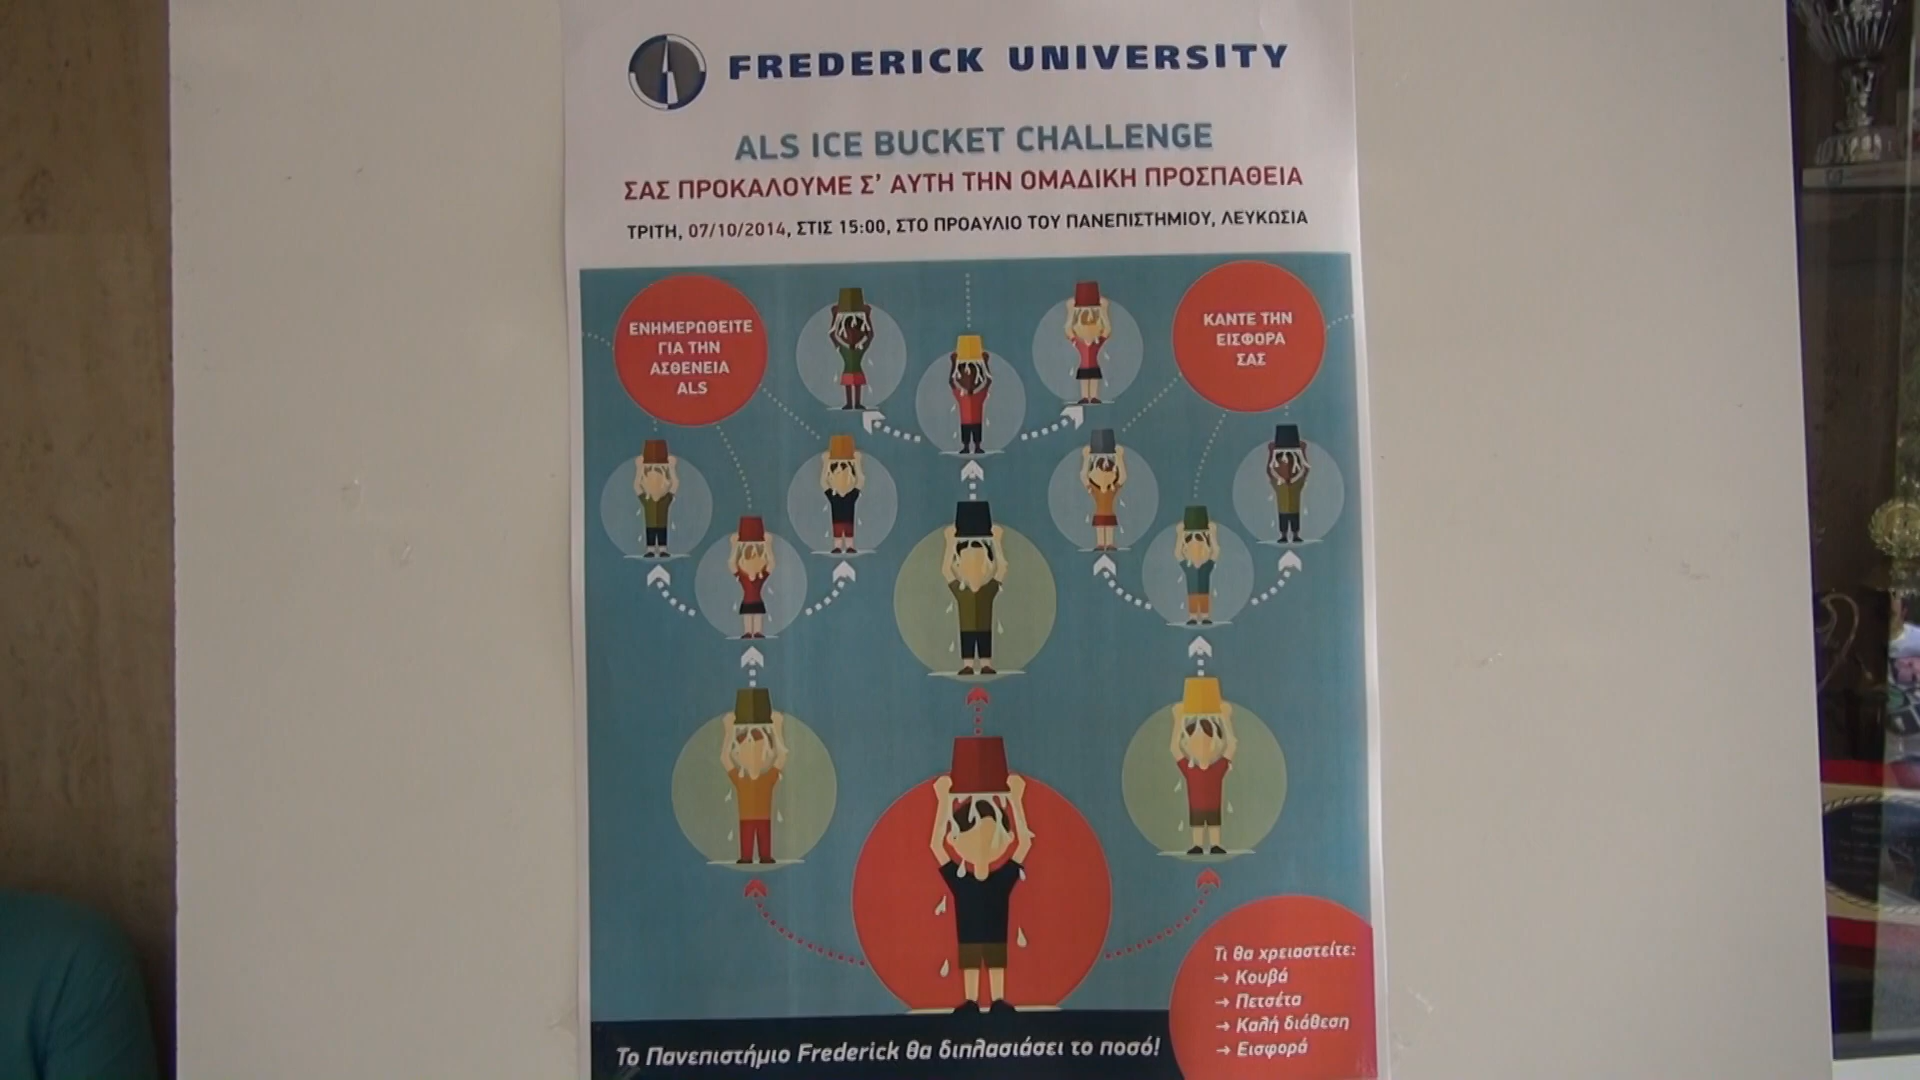 FREDERICK UNIVERSITY
ALS ICE BUCKET CHALLENGE
ΣΑΣ ΠΡΟΚΑΛΟΥΜΕ Σ' ΑΥΤΗ ΤΗΝ ΟΜΑΔΙΚΗ ΠΡΟΣΠΑΘΕΙΑ
ΤΡΙΤΗ, 07/10/2014, ΣΤΙΣ 15:00, ΣΤΟ ΠΡΟΑΥΛΙΟ ΤΟΥ ΠΑΝΕΠΙΣΤΗΜΙΟΥ, ΛΕΥΚΩΣΙΑ
ΕΝΗΜΕΡΩΘΕΙΤΕ
ΓΙΑ ΤΗΝ
ΑΣΘΕΝΕΙΑ
ALS
ΚΑΝΤΕ ΤΗΝ
ΕΙΣΦΟΡΑ
ΣΑΣ
Τι θα χρειαστείτε:
→ Κουβά
→ Πετσέτα
→ Καλή διάθεση
→ Εισφορά
Το Πανεπιστήμιο Frederick θα διπλασιάσει το ποσό!